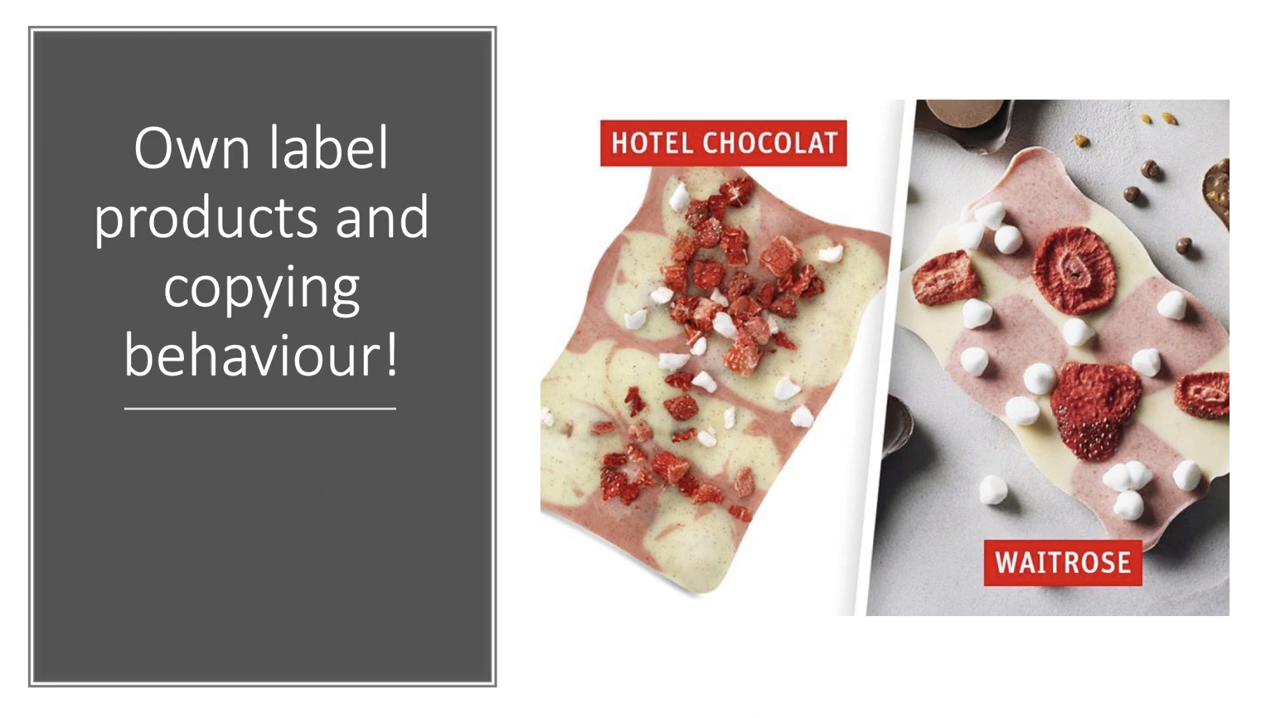 Own label
products and
copying
behaviour!
HOTEL CHOCOLAT
WAITROSE